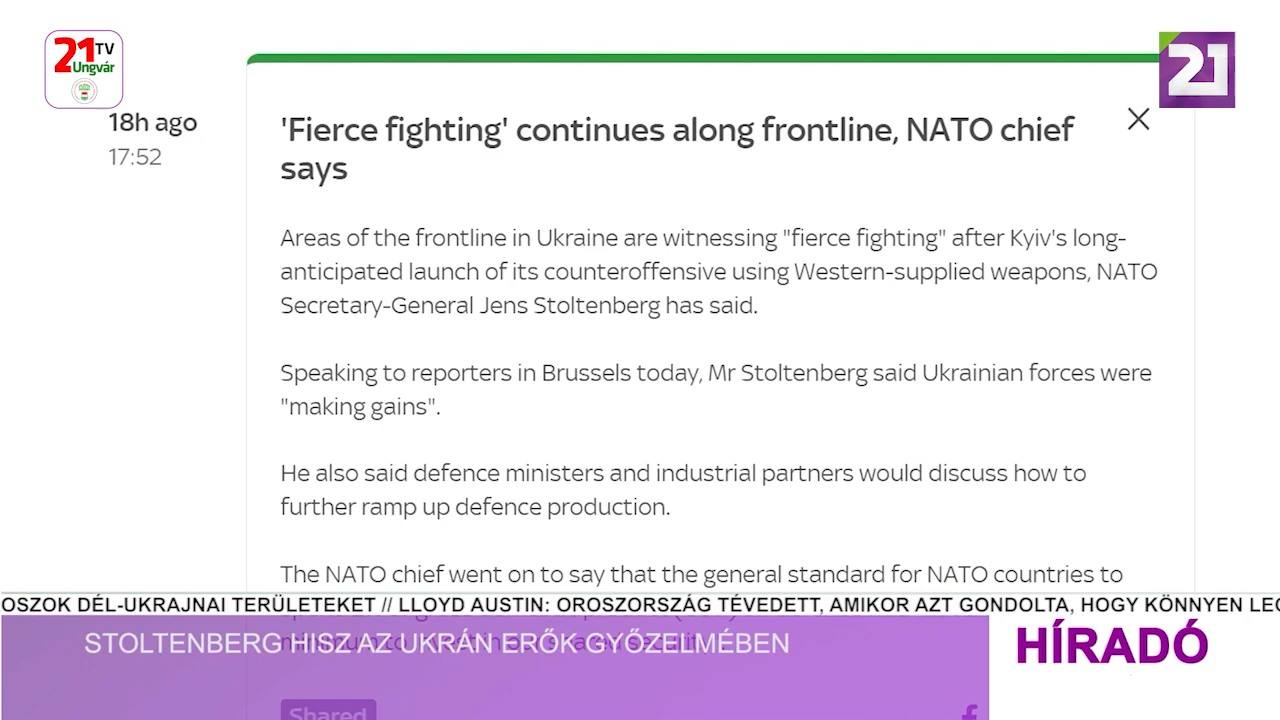 21 TV
Ungvár
21
18h ago
17:52
'Fierce fighting' continues along frontline, NATO chief
says
Areas of the frontline in Ukraine are witnessing "fierce fighting" after Kyiv's long-
anticipated launch of its counteroffensive using Western-supplied weapons, NATO
Secretary-General Jens Stoltenberg has said.
Speaking to reporters in Brussels today, Mr Stoltenberg said Ukrainian forces were
"making gains".
He also said defence ministers and industrial partners would discuss how to
further ramp up defence production.
The NATO chief went on to say that the general standard for NATO countries to
OSZOK DÉL-UKRAJNAI TERÜLETEKET // LLOYD AUSTIN: OROSZORSZÁG TÉVEDETT, AMIKOR AZT GONDOLTA, HOGY KÖNNYEN LEG
STOLTENBERG HISZ AZ UKRÁN ERŐK GYŐZELMÉBEN
HÍRADÓ
Shared